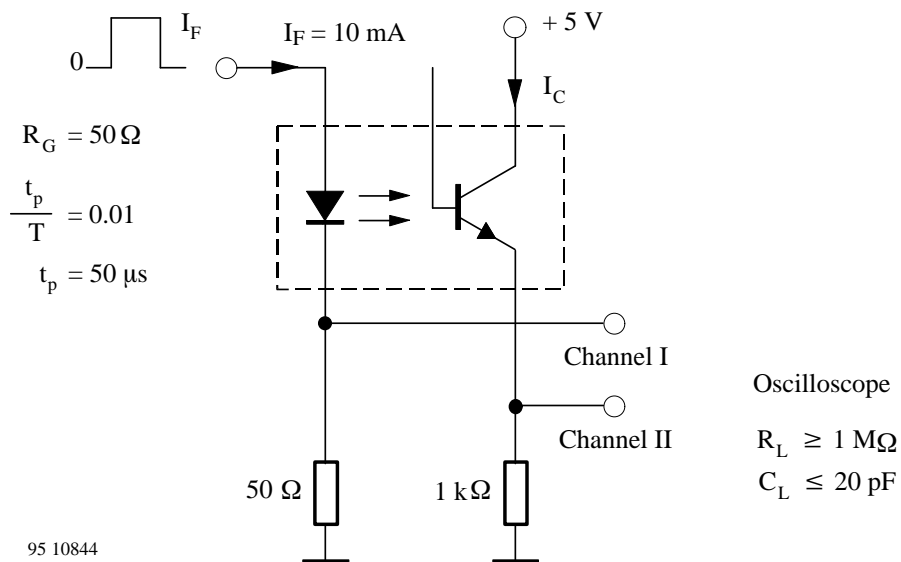 I_F
0
I_F = 10 mA
+ 5 V
I_C
R_G = 50 Ω
t_p
T
= 0.01
t_p = 50 μs
Channel I
Channel II
Oscilloscope
R_L ≥ 1 MΩ
C_L ≤ 20 pF
50 Ω
1 kΩ
95 10844